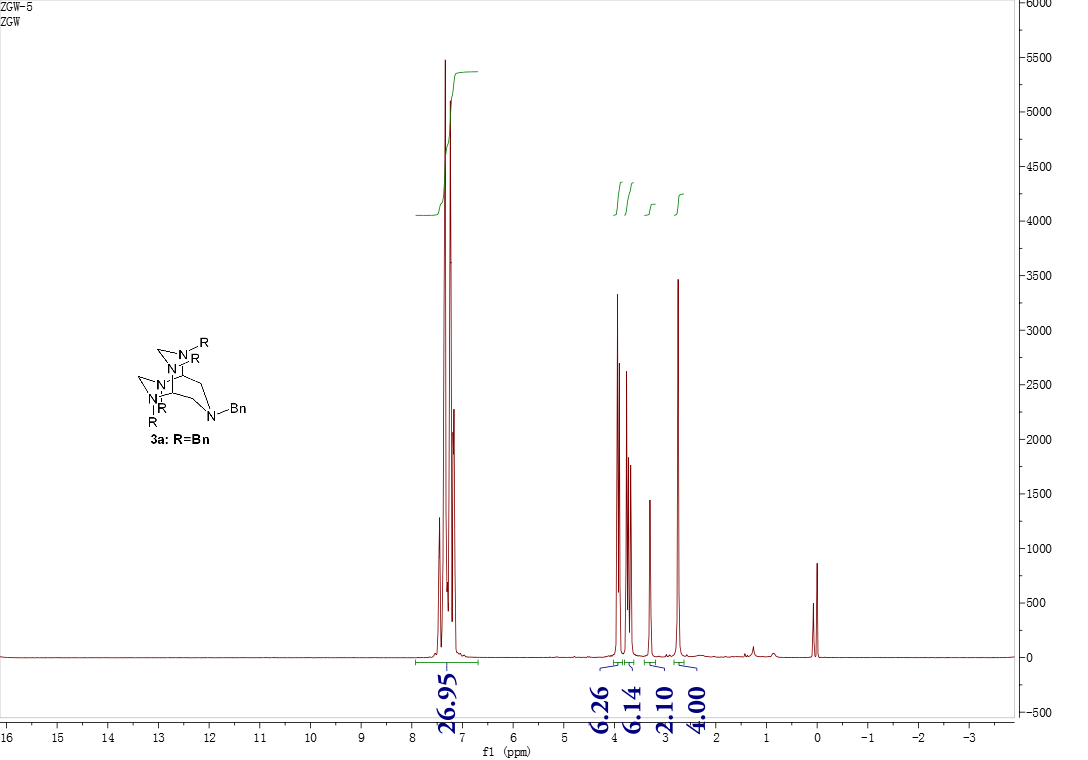 ZGW-5
ZGW
6000
5500
5000
4500
4000
3500
3000
2500
2000
1500
1000
500
0
-500
R
N
R
N
N
N
R
R
N
Bn
3a: R=Bn
26.95
6.26
6.14
2.10
4.00
16 15 14 13 12 11 10 9 8 7 6 5 4 3 2 1 0 -1 -2 -3
f1 (ppm)